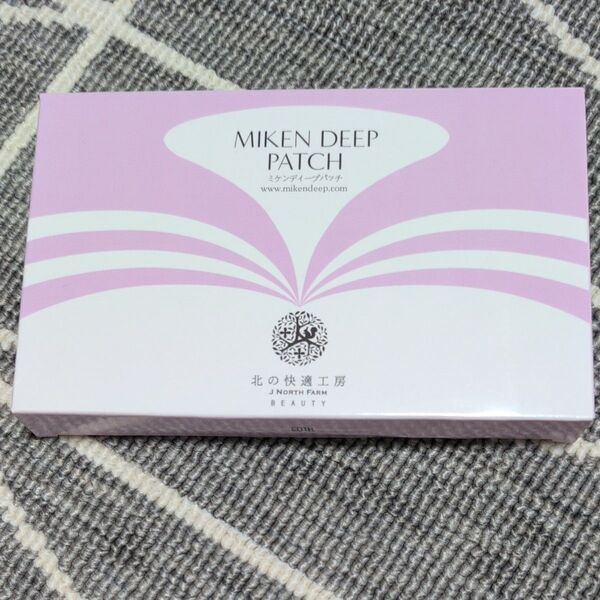 MIKEN DEEP
PATCH
ミケンディープパッチ
www.mikendeep.com
北の快適工房
J NORTH FARM
BEAUTY